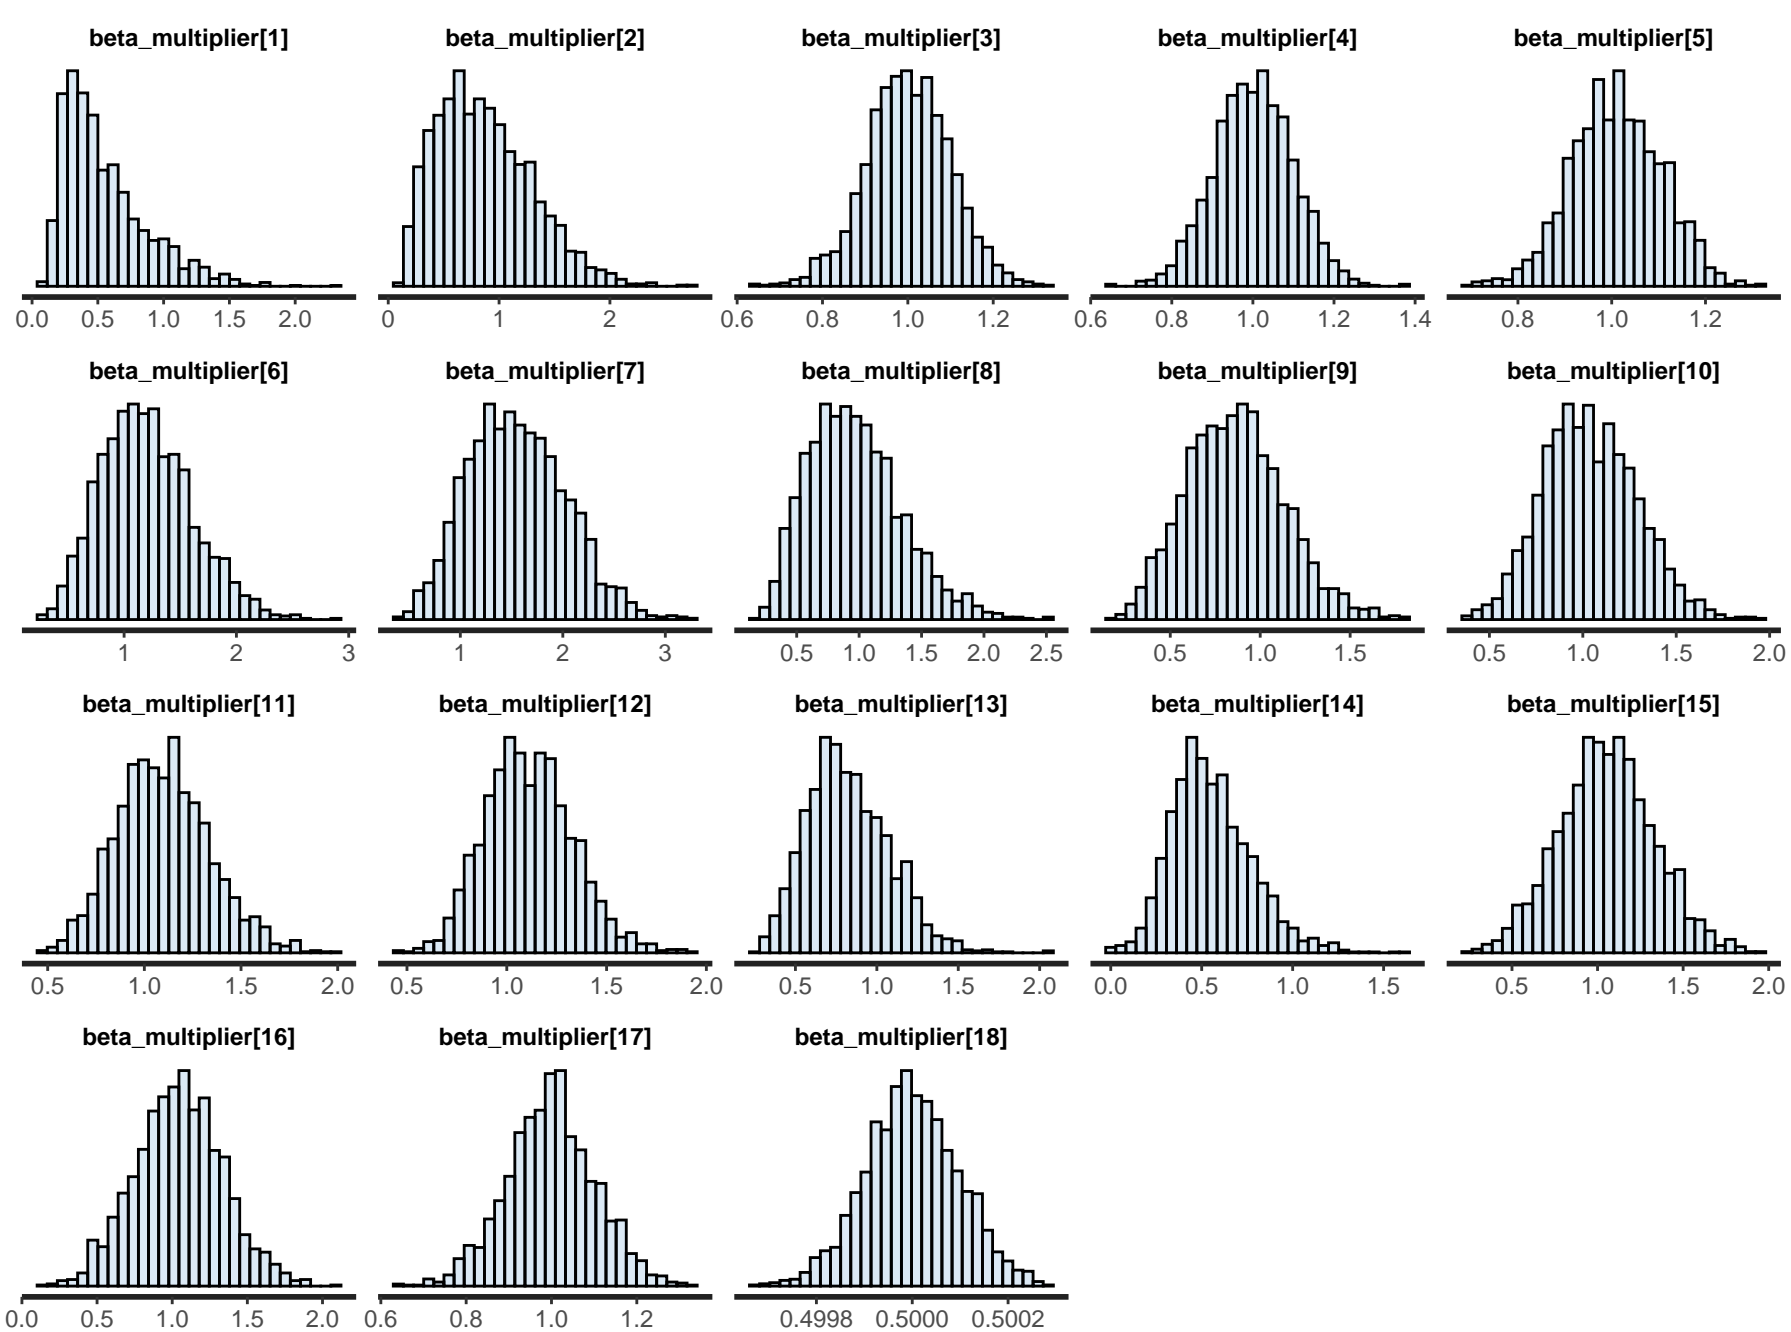 beta_multiplier[1] beta_multiplier[2] beta_multiplier[3] beta_multiplier[4] beta_multiplier[5]
0.0 0.5 1.0 1.5 2.0 0 1 2 0.6 0.8 1.0 1.2 0.6 0.8 1.0 1.2 1.4 0.8 1.0 1.2
beta_multiplier[6] beta_multiplier[7] beta_multiplier[8] beta_multiplier[9] beta_multiplier[10]
1 2 3 1 2 3 0.5 1.0 1.5 2.0 2.5 0.5 1.0 1.5 0.5 1.0 1.5 2.0
beta_multiplier[11] beta_multiplier[12] beta_multiplier[13] beta_multiplier[14] beta_multiplier[15]
0.5 1.0 1.5 2.0 0.5 1.0 1.5 2.0 0.5 1.0 1.5 2.0 0.0 0.5 1.0 1.5 0.5 1.0 1.5 2.0
beta_multiplier[16] beta_multiplier[17] beta_multiplier[18]
0.0 0.5 1.0 1.5 2.0 0.6 0.8 1.0 1.2 0.4998 0.5000 0.5002